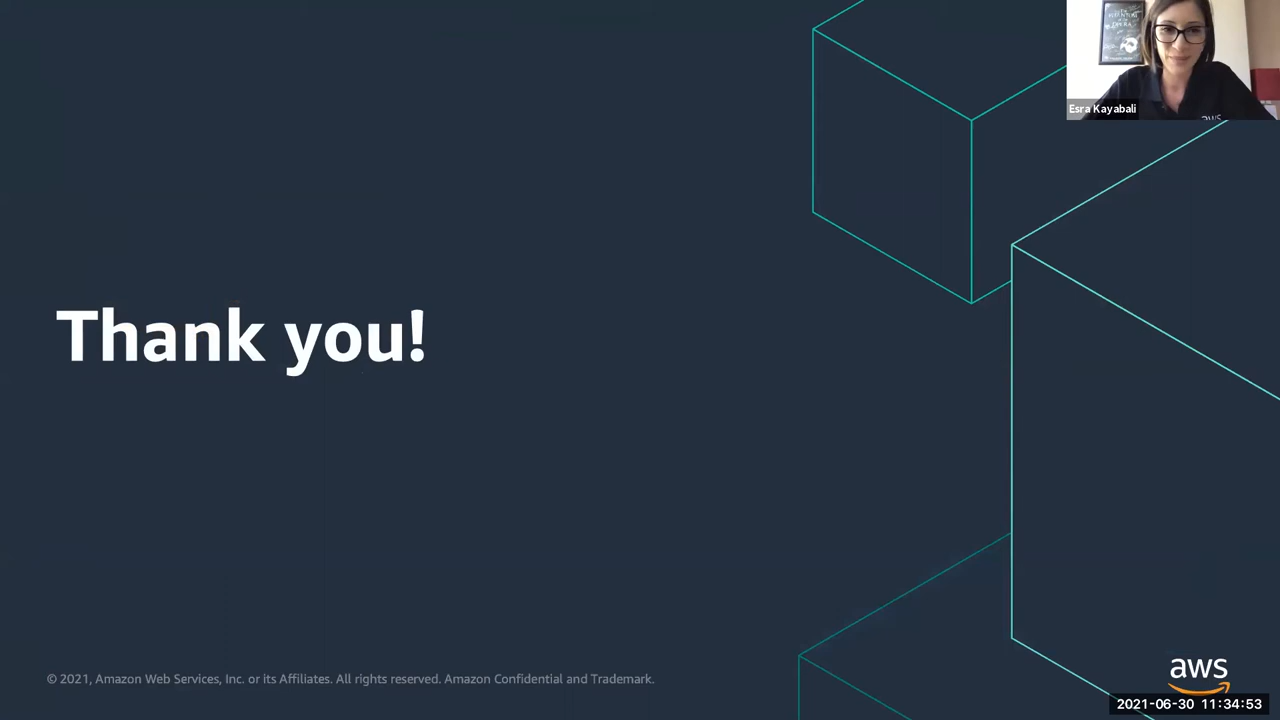 Esra Kayabali
aws
Thank you!
© 2021, Amazon Web Services, Inc. or its Affiliates. All rights reserved. Amazon Confidential and Trademark.
aws
2021-06-30 11:34:53